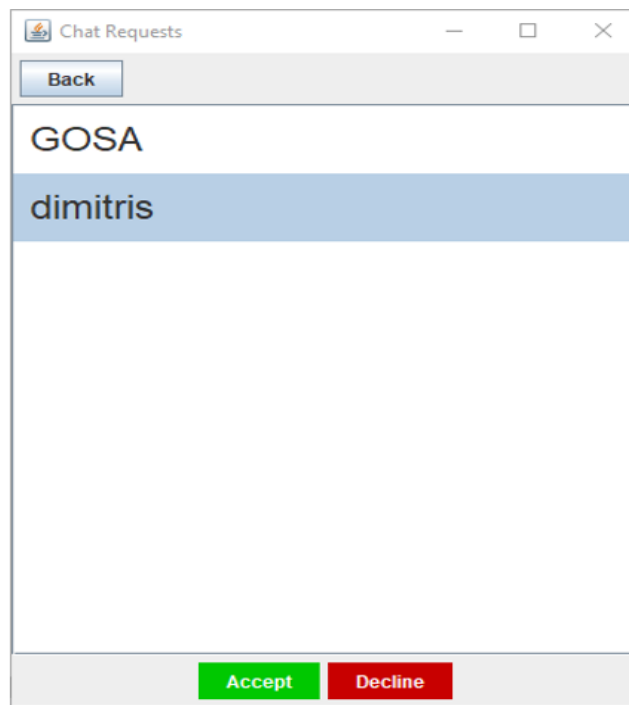 Chat Requests
Back
GOSA
dimitris
Accept Decline